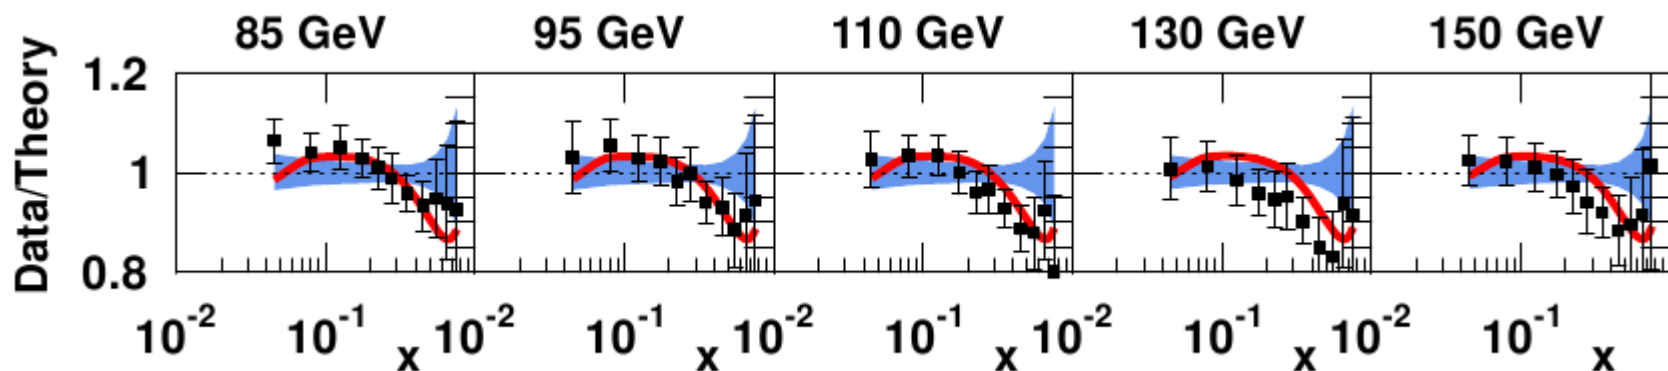 85 GeV 95 GeV 110 GeV 130 GeV 150 GeV
Data/Theory
1.2
1
0.8
10⁻² 10⁻¹ x 10⁻² 10⁻¹ x 10⁻² 10⁻¹ x 10⁻² 10⁻¹ x 10⁻² 10⁻¹ x